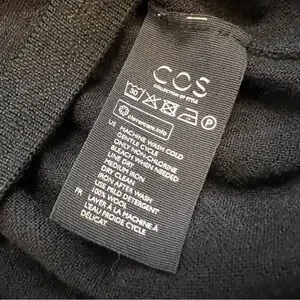 COS
COLLECTION OF STYLE
30 P
clevercare.info
US MACHINE WASH COLD
GENTLE CYCLE
ONLY NON-CHLORINE
BLEACH WHEN NEEDED
LINE DRY
MEDIUM IRON
DRY CLEAN
IRON AFTER WASH
USE MILD DETERGENT
100% WOOL
FR LAVER À LA MACHINE À
L'EAU FROIDE CYCLE
DÉLICAT.